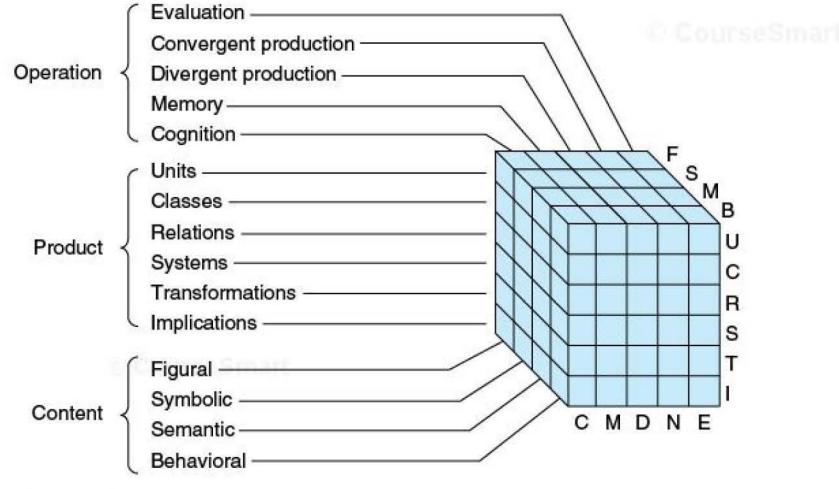 Evaluation
© CourseSmart
Convergent production
Operation
Divergent production
Memory
Cognition
F
S
M
B
Units
Classes
Relations
Product
Systems
Transformations
Implications
U
C
R
S
T
I
Figural
Symbolic
Content
Semantic
Behavioral
C M D N E
© CourseSmart